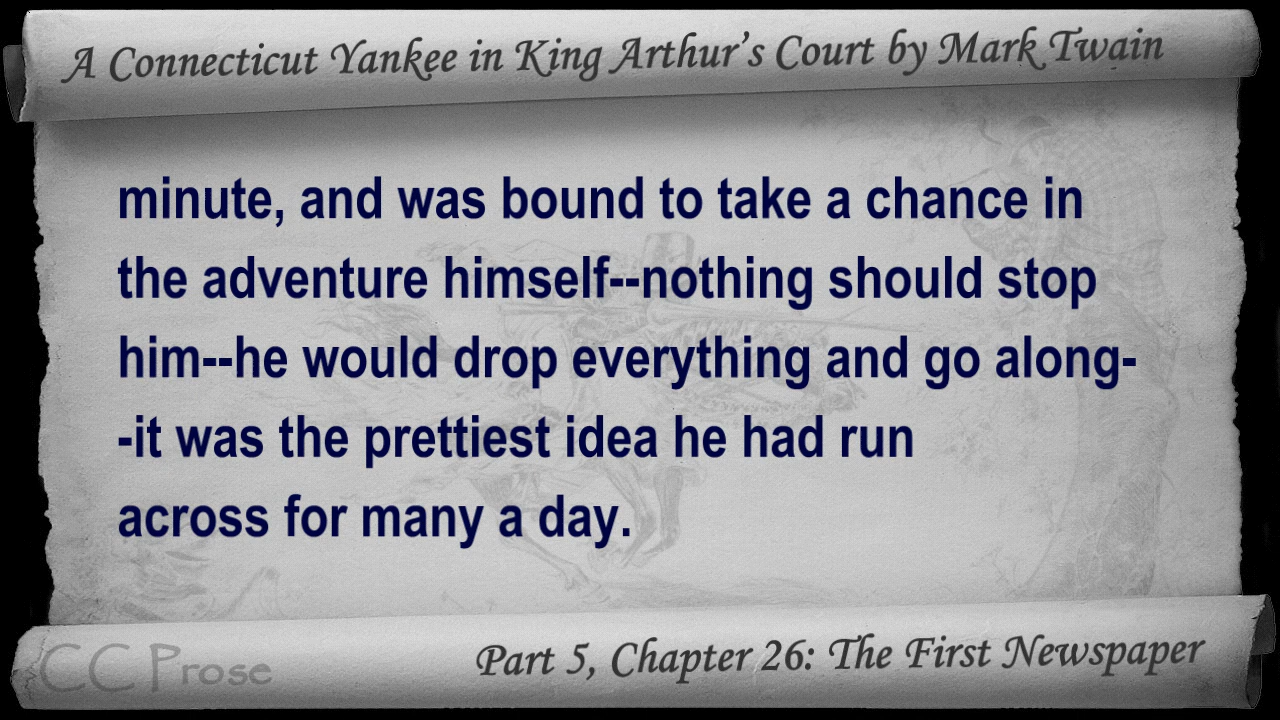 A Connecticut Yankee in King Arthur's Court by Mark Twain
minute, and was bound to take a chance in
the adventure himself--nothing should stop
him--he would drop everything and go along-
-it was the prettiest idea he had run
across for many a day.
CC Prose
Part 5, Chapter 26: The First Newspaper